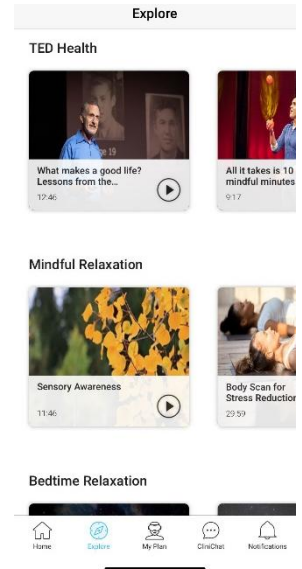 Explore
TED Health
What makes a good life?
Lessons from the...
12:46
All it takes is 10
mindful minutes
9:17
Mindful Relaxation
Sensory Awareness
11:46
Body Scan for
Stress Reduction
29:59
Bedtime Relaxation
Home
Explore
My Plan
CliniChat
Notifications